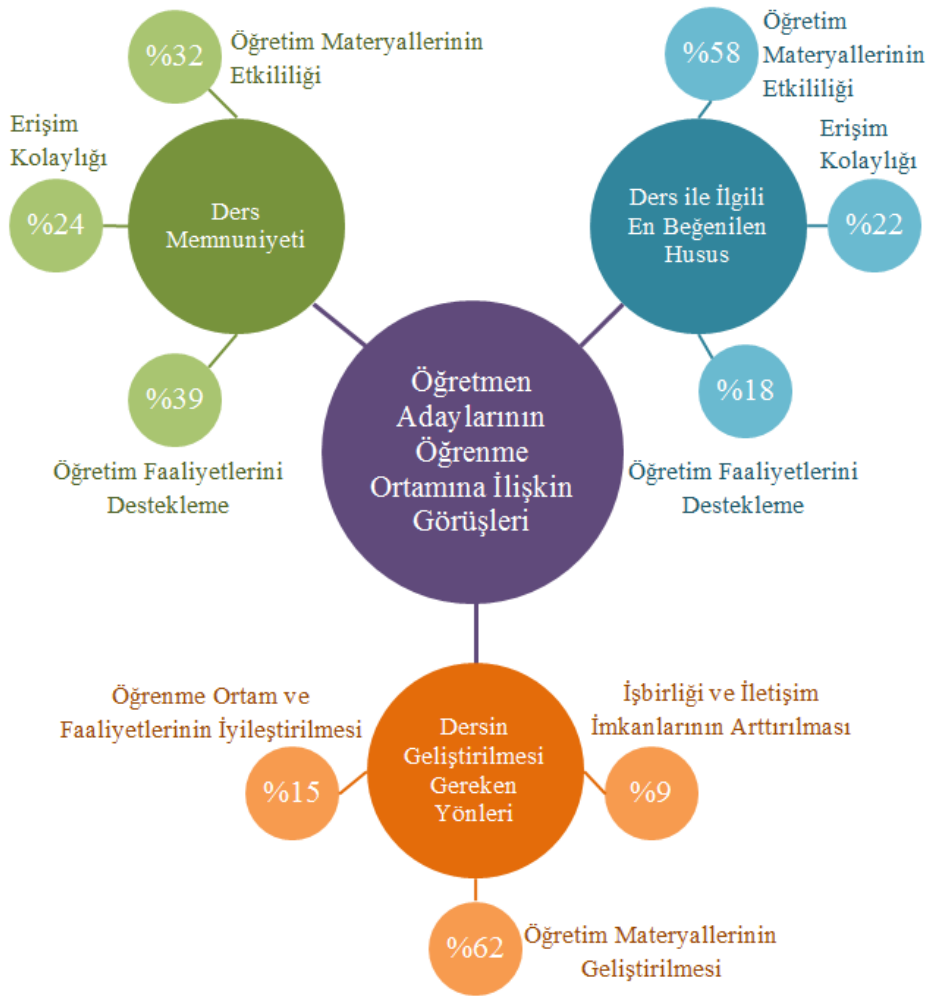 %32
Öğretim Materyallerinin
Etkililiği
Erişim
Kolaylığı
%24
Ders
Memnuniyeti
%39
Öğretim Faaliyetlerini
Destekleme
%58
Öğretim
Materyallerinin
Etkililiği
Erişim
Kolaylığı
%22
Ders ile İlgili
En Beğenilen
Husus
%18
Öğretim Faaliyetlerini
Destekleme
Öğretmen
Adaylarının
Öğrenme
Ortamına İlişkin
Görüşleri
Öğrenme Ortam ve
Faaliyetlerinin İyileştirilmesi
%15
Dersin
Geliştirilmesi
Gereken
Yönleri
İşbirliği ve İletişim
İmkanlarının Arttırılması
%9
%62
Öğretim Materyallerinin
Geliştirilmesi